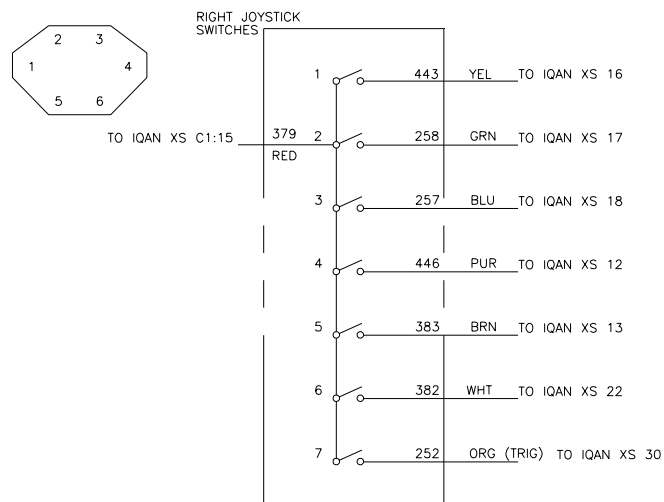 RIGHT JOYSTICK
SWITCHES
2 3
1 4
5 6
1 443 YEL TO IQAN XS 16
TO IQAN XS C1:15 379 RED
2 258 GRN TO IQAN XS 17
3 257 BLU TO IQAN XS 18
4 446 PUR TO IQAN XS 12
5 383 BRN TO IQAN XS 13
6 382 WHT TO IQAN XS 22
7 252 ORG (TRIG) TO IQAN XS 30